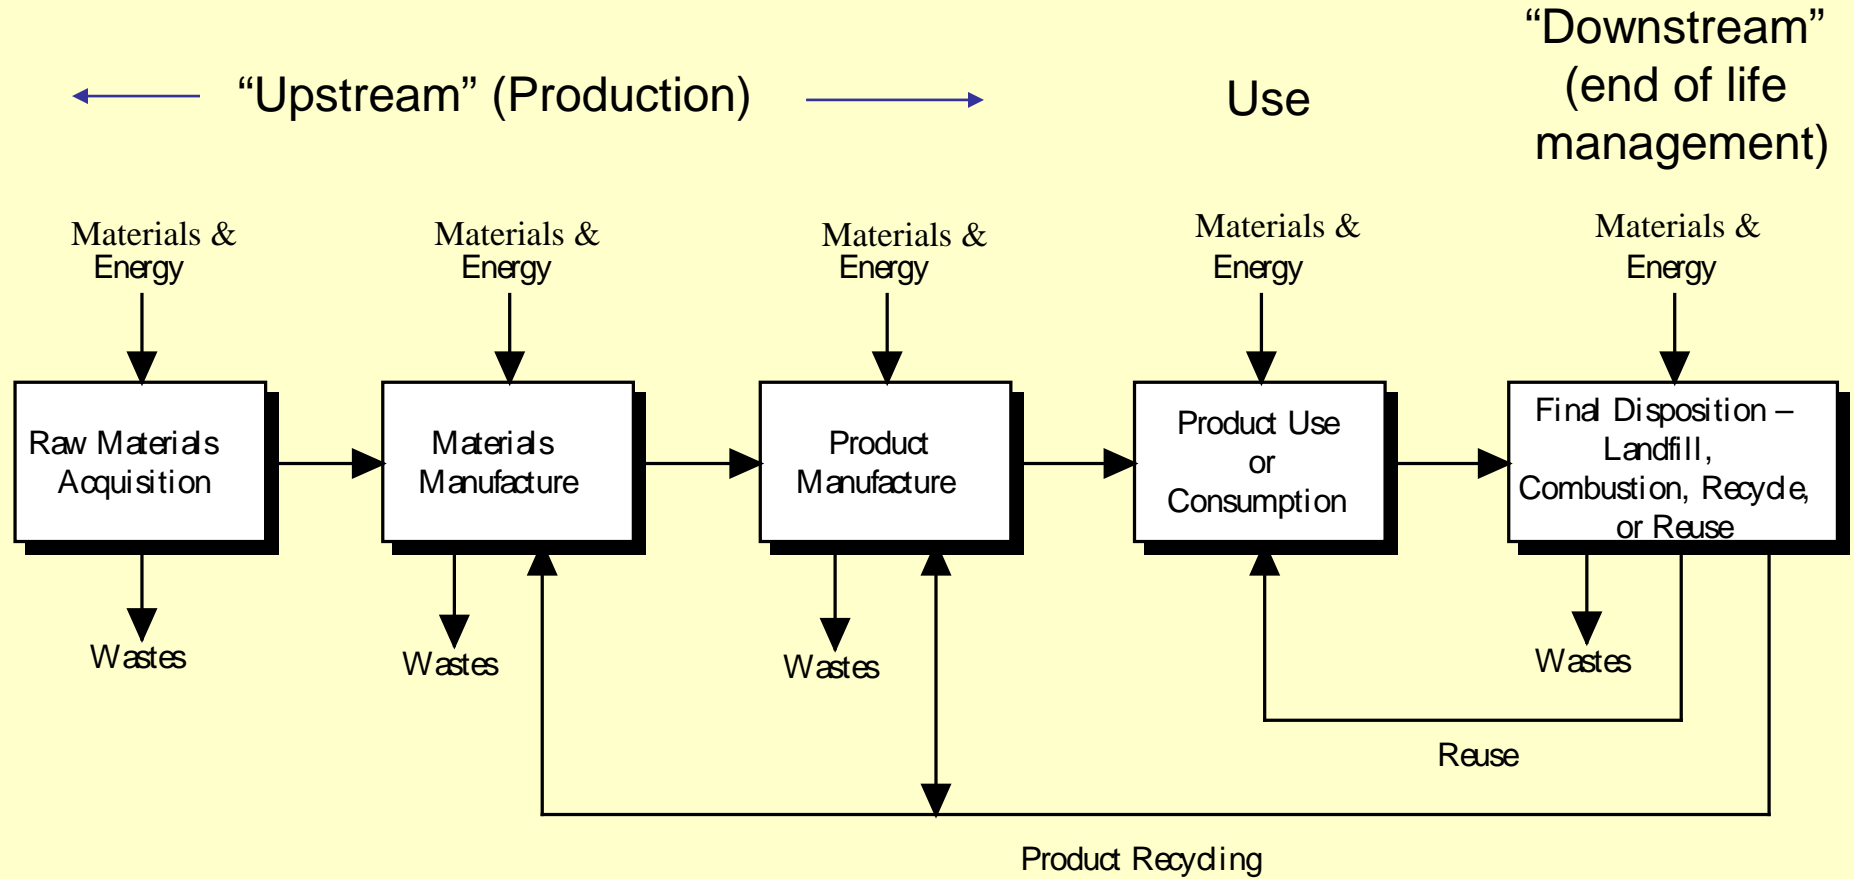 “Upstream” (Production)
Use
“Downstream”
(end of life
management)
Materials &
Energy
Materials &
Energy
Materials &
Energy
Materials &
Energy
Materials &
Energy
Raw Materials
Acquisition
Materials
Manufacture
Product
Manufacture
Product Use
or
Consumption
Final Disposition –
Landfill,
Combustion, Recycle,
or Reuse
Wastes
Wastes
Wastes
Wastes
Reuse
Product Recycling